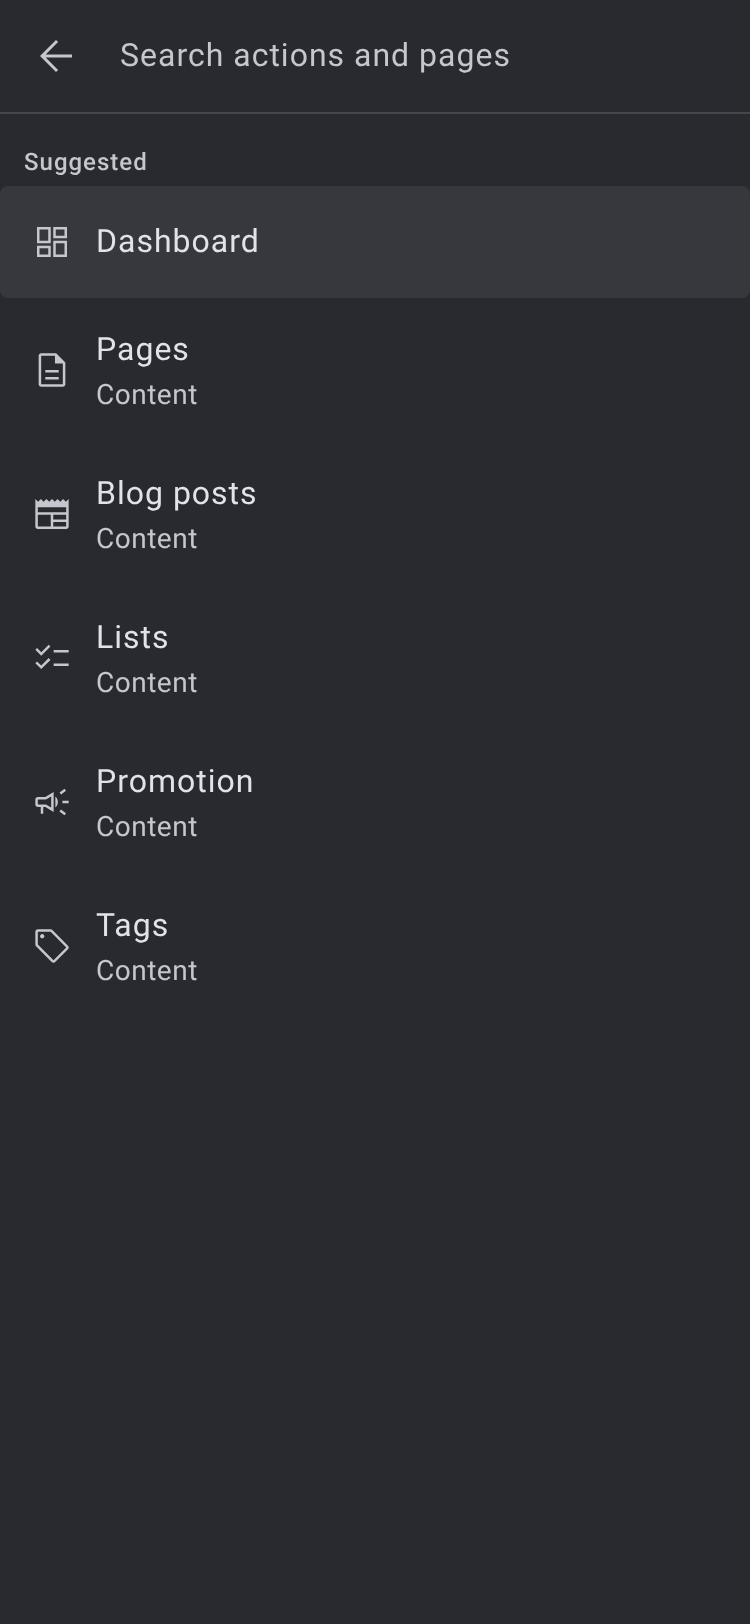 Search actions and pages
Suggested
Dashboard
Pages
Content
Blog posts
Content
Lists
Content
Promotion
Content
Tags
Content